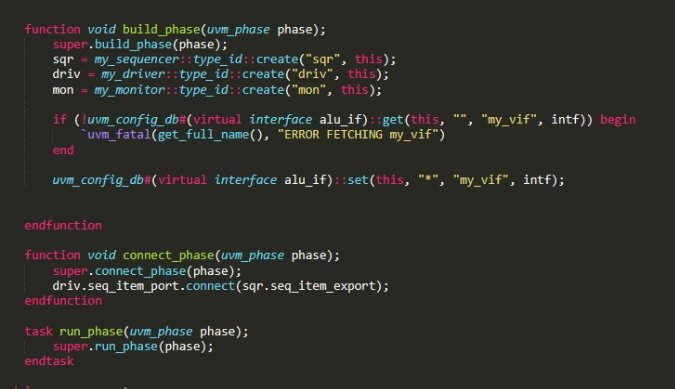 function void build_phase(uvm_phase phase);
super.build_phase(phase);
sqr = my_sequencer::type_id::create("sqr", this);
driv = my_driver::type_id::create("driv", this);
mon = my_monitor::type_id::create("mon", this);
if (!uvm_config_db#(virtual interface alu_if)::get(this, "", "my_vif", intf)) begin
`uvm_fatal(get_full_name(), "ERROR FETCHING my_vif")
end
uvm_config_db#(virtual interface alu_if)::set(this, "*", "my_vif", intf);
endfunction
function void connect_phase(uvm_phase phase);
super.connect_phase(phase);
driv.seq_item_port.connect(sqr.seq_item_export);
endfunction
task run_phase(uvm_phase phase);
super.run_phase(phase);
endtask